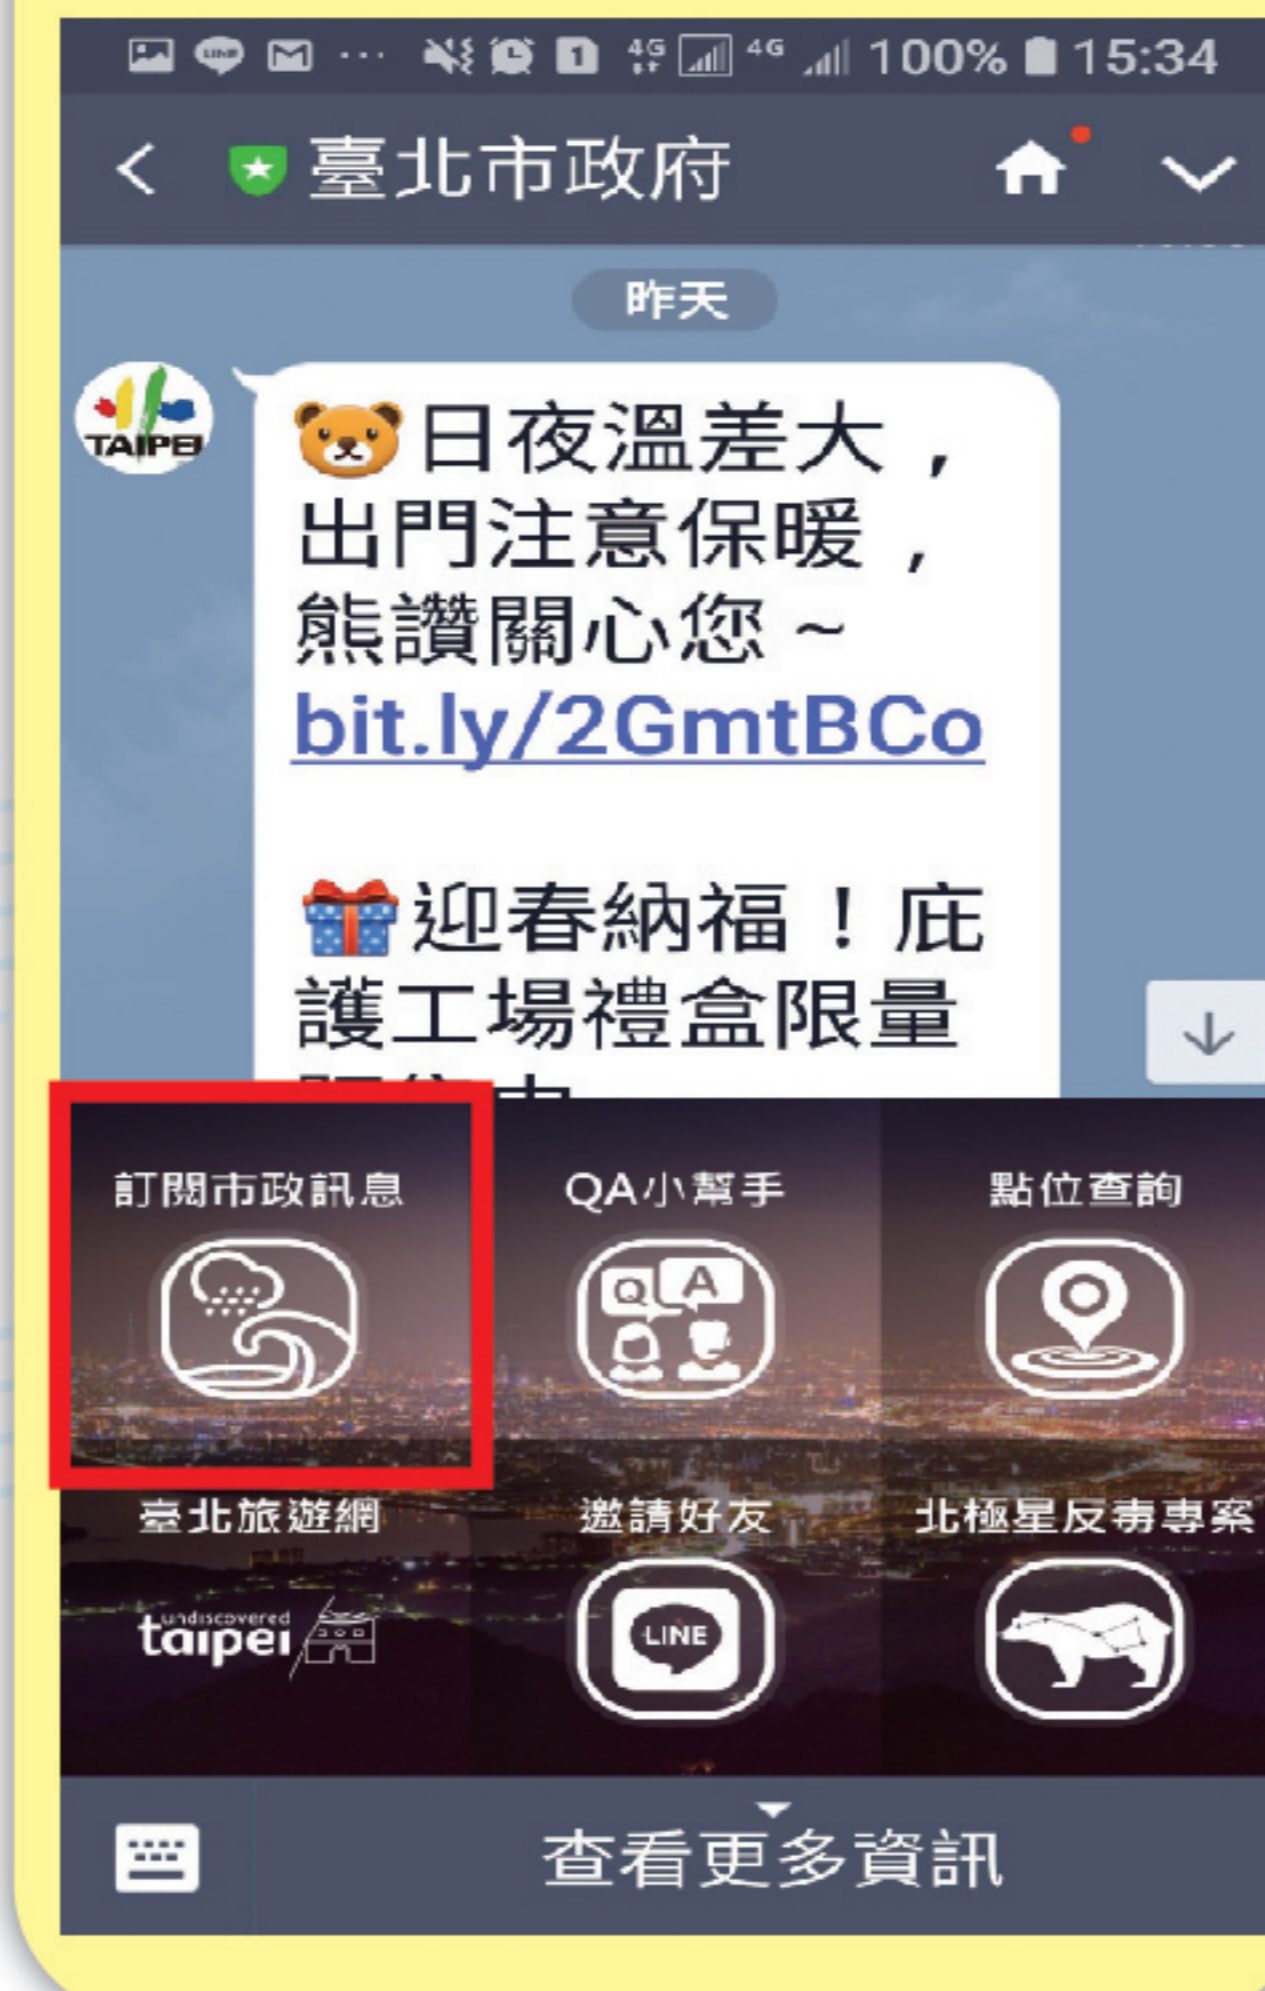 4G 4G 100% 15:34
臺北市政府
昨天
TAIPEI
日夜溫差大，
出門注意保暖，
熊讚關心您~
bit.ly/2GmtBCo
迎春納福！庇
護工場禮盒限量
訂閱市政訊息
QA小幫手
點位查詢
Q A
臺北旅遊網
邀請好友
北極星反毒專案
undiscovered
taipei
LINE
查看更多資訊